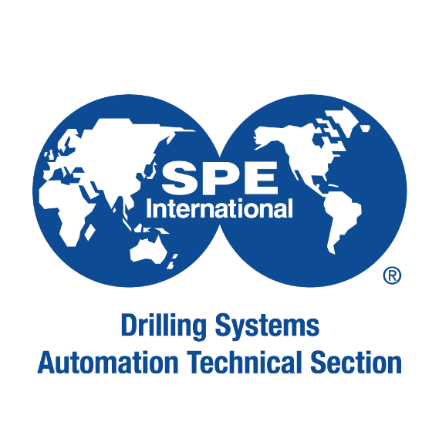 SPE
International
®
Drilling Systems
Automation Technical Section